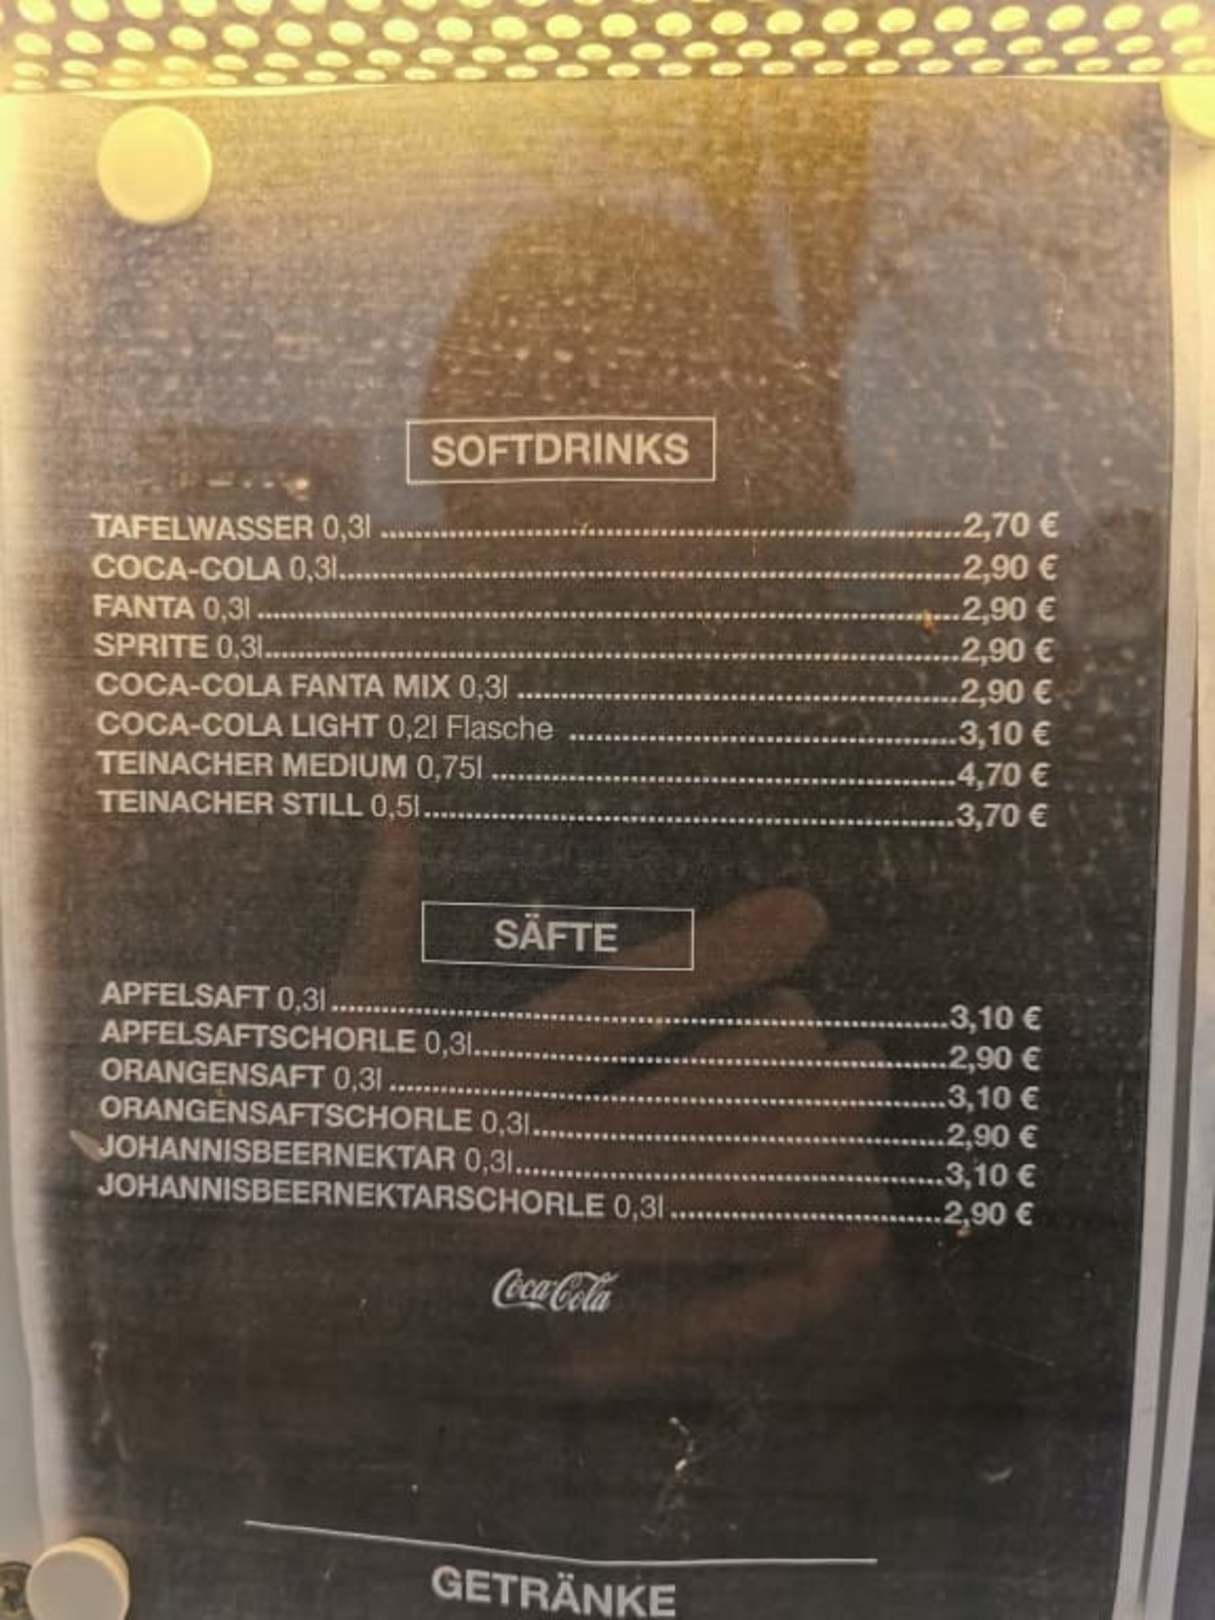 SOFTDRINKS
TAFELWASSER 0,3l ........ 2,70 €
COCA-COLA 0,3l ........ 2,90 €
FANTA 0,3l ........ 2,90 €
SPRITE 0,3l ........ 2,90 €
COCA-COLA FANTA MIX 0,3l ........ 2,90 €
COCA-COLA LIGHT 0,2l Flasche ........ 3,10 €
TEINACHER MEDIUM 0,75l ........ 4,70 €
TEINACHER STILL 0,5l ........ 3,70 €
SÄFTE
APFELSAFT 0,3l ........ 3,10 €
APFELSAFTSCHORLE 0,3l ........ 2,90 €
ORANGENSAFT 0,3l ........ 3,10 €
ORANGENSAFTSCHORLE 0,3l ........ 2,90 €
JOHANNISBEERNEKTAR 0,3l ........ 3,10 €
JOHANNISBEERNEKTARSCHORLE 0,3l ........ 2,90 €
Coca-Cola
GETRÄNKE